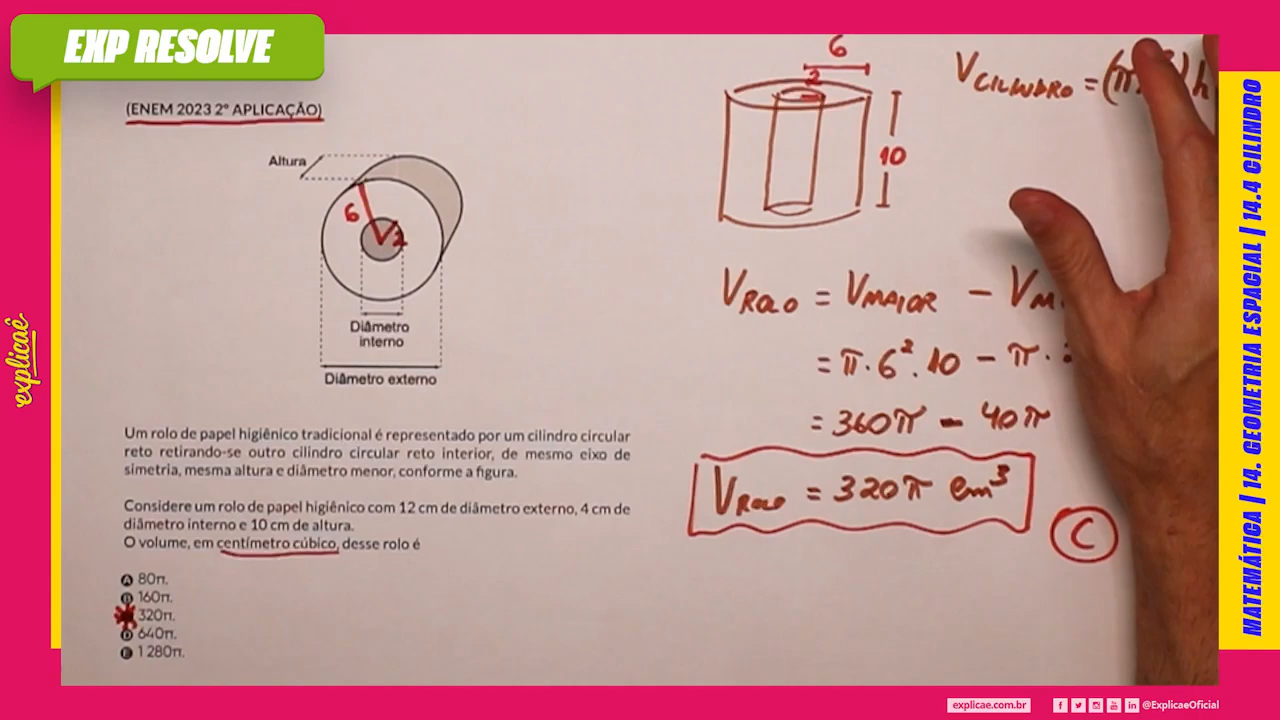 EXP RESOLVE
(ENEM 2023 2ª APLICAÇÃO)
Altura
6
2
Diâmetro
interno
Diâmetro externo
Um rolo de papel higiênico tradicional é representado por um cilindro circular
reto retirando-se outro cilindro circular reto interior, de mesmo eixo de
simetria, mesma altura e diâmetro menor, conforme a figura.
Considere um rolo de papel higiênico com 12 cm de diâmetro externo, 4 cm de
diâmetro interno e 10 cm de altura.
O volume, em centímetro cúbico, desse rolo é
A 80π.
B 160π.
320π.
D 640π.
E 1 280π.
6
2
10
VCILINDRO = (π h
VROLO = VMAIOR - VM
= π. 6². 10 - π.
= 360π - 40π
VROLO = 320π cm³
C
explicaê
MATEMÁTICA | 14. GEOMETRIA ESPACIAL | 14.4 CILINDRO
explicae.com.br
@ExplicaeOficial